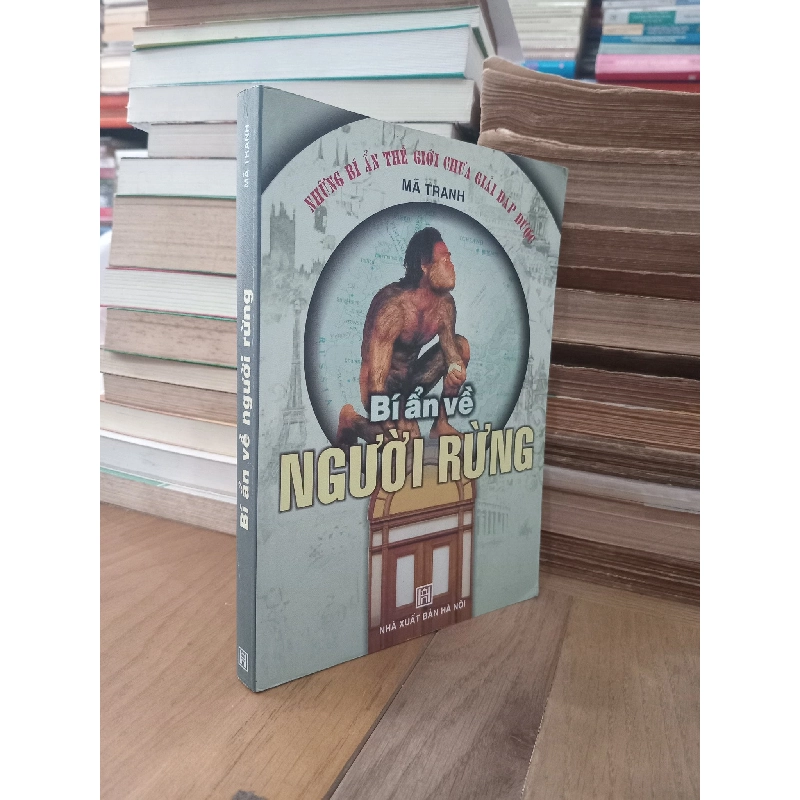 MÃ TRANH
Bí ẩn về người rừng
NHỮNG BÍ ẨN THẾ GIỚI CHƯA GIẢI ĐÁP ĐƯỢC
MÃ TRANH
Bí ẩn về
NGƯỜI RỪNG
NHÀ XUẤT BẢN HÀ NỘI